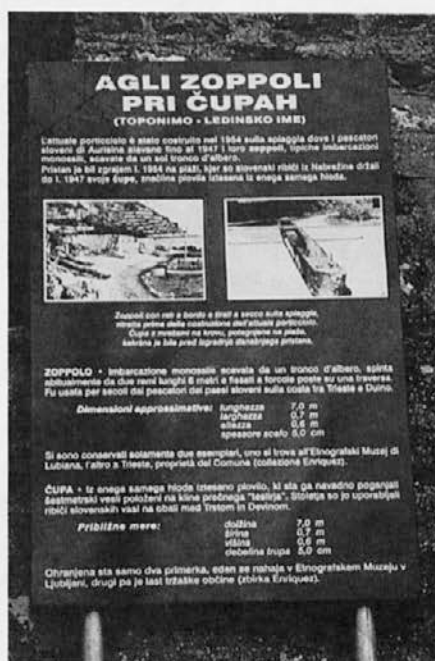 AGLI ZOPPOLI
PRI ČUPAH
(TOPONIMO - LEDINSKO IME)
L'attuale porticciolo è stato costruito nel 1954 sulla spiaggia dove i pescatori
sloveni di Aurisina alavano fino al 1947 i loro zoppoli, tipiche imbarcazioni
monossili, scavate da un sol tronco d'albero.
Pristan je bil zgrajen l. 1954 na plaži, kjer so slovenski ribiči iz Nabrežine držali
do l. 1947 svoje čupe, značilna plovila iztesana iz enega samega hloda.
Zoppoli con reti a bordo e tirati a secco sulla spiaggia,
ritratta prima della costruzione dell'attuale porticciolo.
Čupa z mrežami na krovu, potegnjene na plažo,
kakršna je bila pred izgradnjo današnjega pristana.
ZOPPOLO • Imbarcazione monossile scavata da un tronco d'albero, spinta
abitualmente da due remi lunghi 6 metri e fissati a forcole poste su una traversa.
Fu usata per secoli dai pescatori dei paesi sloveni sulla costa tra Trieste e Duino.
Dimensioni approssimative: lunghezza 7,0 m
larghezza 0,7 m
altezza 0,6 m
spessore scafo 5,0 cm
Si sono conservati solamente due esemplari, uno si trova all'Etnografski Muzej di
Lubiana, l'altro a Trieste, proprietà del Comune (collezione Enriquez).
ČUPA • Iz enega samega hloda iztesano plovilo, ki sta ga navadno poganjali
šestmetrski vesli položeni na kline prečnega "teslirja". Stoletja so jo uporabljali
ribiči slovenskih vasi na obali med Trstom in Devinom.
Približne mere: dolžina 7,0 m
širina 0,7 m
višina 0,6 m
debelina trupa 5,0 cm
Ohranjena sta samo dva primerka, eden se nahaja v Etnografskem Muzeju v
Ljubljani, drugi pa je last tržaške občine (zbirka Enriquez).